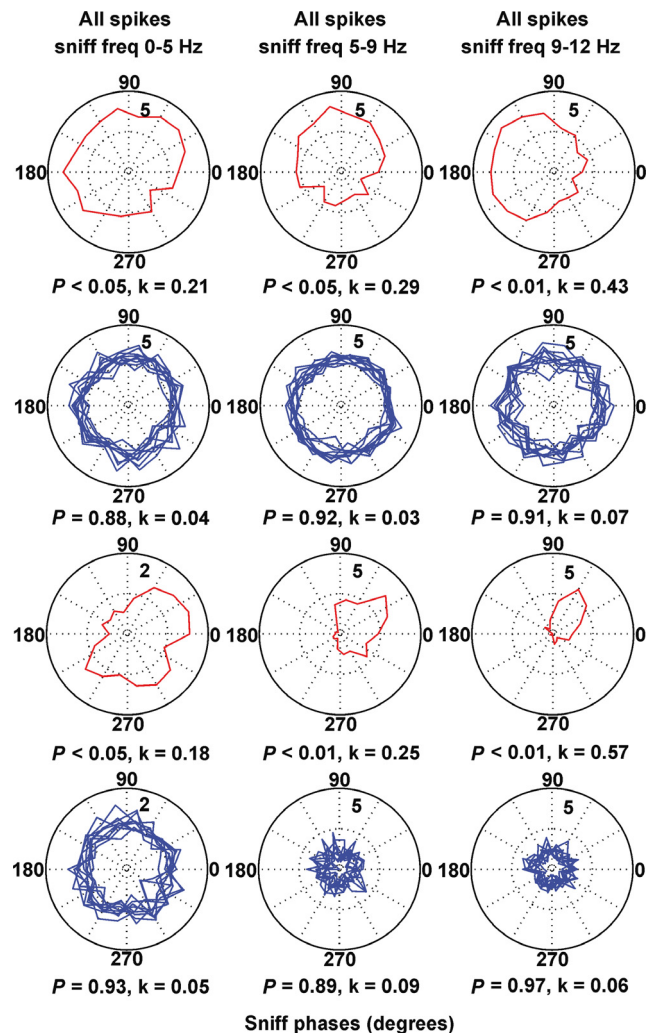 All spikes All spikes All spikes
sniff freq 0-5 Hz sniff freq 5-9 Hz sniff freq 9-12 Hz
90 90 90
5 5 5
180 0 180 0 180 0
270 270 270
P < 0.05, k = 0.21 P < 0.05, k = 0.29 P < 0.01, k = 0.43
90 90 90
5 5 5
180 0 180 0 180 0
270 270 270
P = 0.88, k = 0.04 P = 0.92, k = 0.03 P = 0.91, k = 0.07
90 90 90
2 5 5
180 0 180 0 180 0
270 270 270
P < 0.05, k = 0.18 P < 0.01, k = 0.25 P < 0.01, k = 0.57
90 90 90
2 5 5
180 0 180 0 180 0
270 270 270
P = 0.93, k = 0.05 P = 0.89, k = 0.09 P = 0.97, k = 0.06
Sniff phases (degrees)